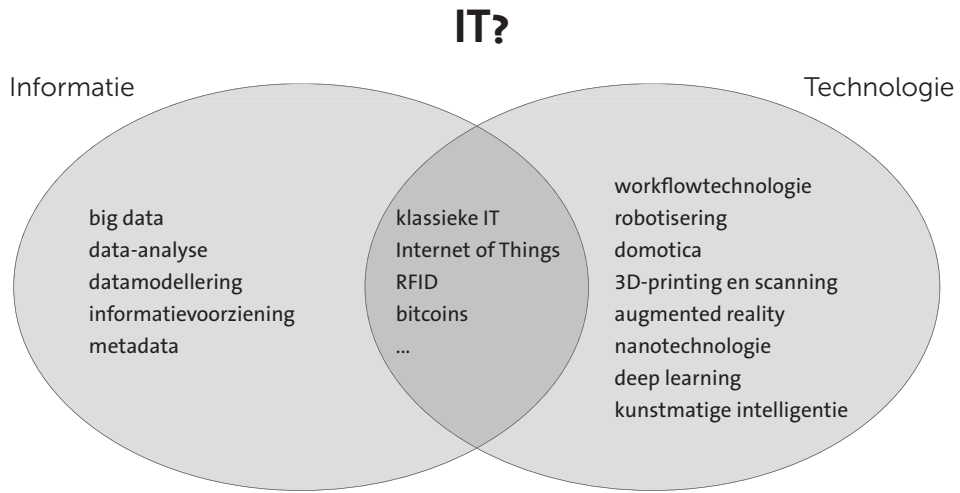 IT?
Informatie
Technologie
big data
data-analyse
datamodellering
informatievoorziening
metadata
klassieke IT
Internet of Things
RFID
bitcoins
...
workflowtechnologie
robotisering
domotica
3D-printing en scanning
augmented reality
nanotechnologie
deep learning
kunstmatige intelligentie